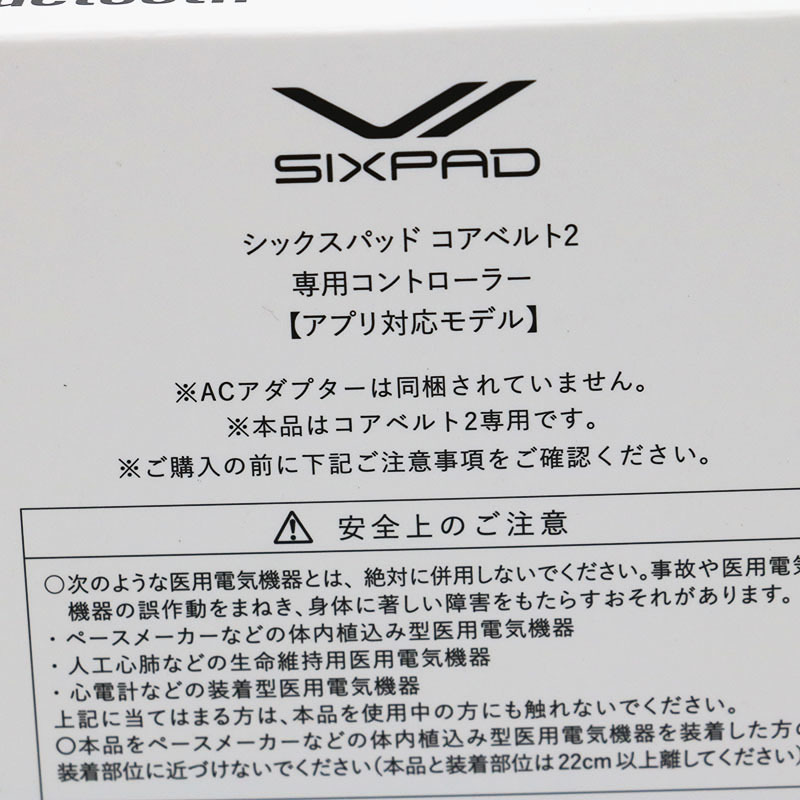 SIXPAD
シックスパッド コアベルト2
専用コントローラー
【アプリ対応モデル】
※ACアダプターは同梱されていません。
※本品はコアベルト2専用です。
※ご購入の前に下記ご注意事項をご確認ください。
安全上のご注意
○次のような医用電気機器とは、絶対に併用しないでください。事故や医用電気
機器の誤作動をまねき、身体に著しい障害をもたらすおそれがあります。
・ペースメーカーなどの体内植込み型医用電気機器
・人工心肺などの生命維持用医用電気機器
・心電計などの装着型医用電気機器
上記に当てはまる方は、本品を使用中の方にも触れないでください。
○本品をペースメーカーなどの体内植込み型医用電気機器を装着した方の
装着部位に近づけないでください(本品と装着部位は22cm以上離してください)